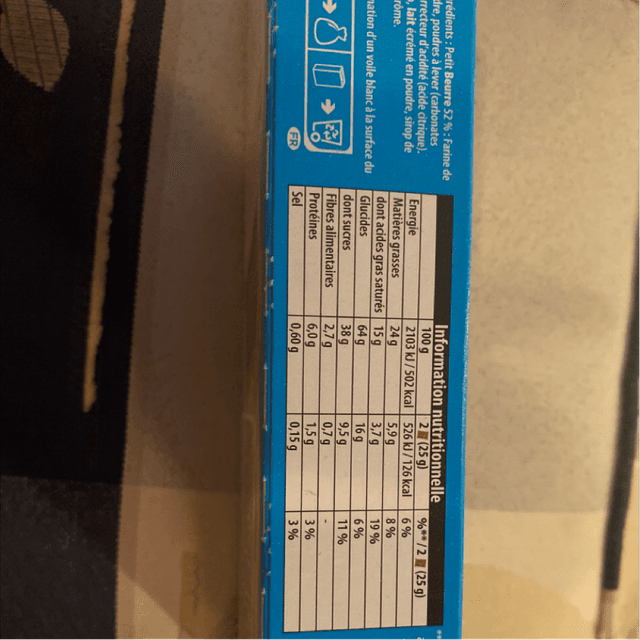 rédients : Petit Beurre 52 % : Farine de
dre, poudres à lever (carbonates
rrecteur d'acidité (acide citrique),
, lait écrémé en poudre, sirop de
rôme.
mation d'un voile blanc à la surface du
FR
Information nutritionnelle
100 g 2 (25 g) %** / 2 (25 g)
Energie 2103 kJ / 502 kcal 526 kJ / 126 kcal 6 %
Matières grasses 24 g 5,9 g 8 %
dont acides gras saturés 15 g 3,7 g 19 %
Glucides 64 g 16 g 6 %
dont sucres 38 g 9,5 g 11 %
Fibres alimentaires 2,7 g 0,7 g -
Protéines 6,0 g 1,5 g 3 %
Sel 0,60 g 0,15 g 3 %